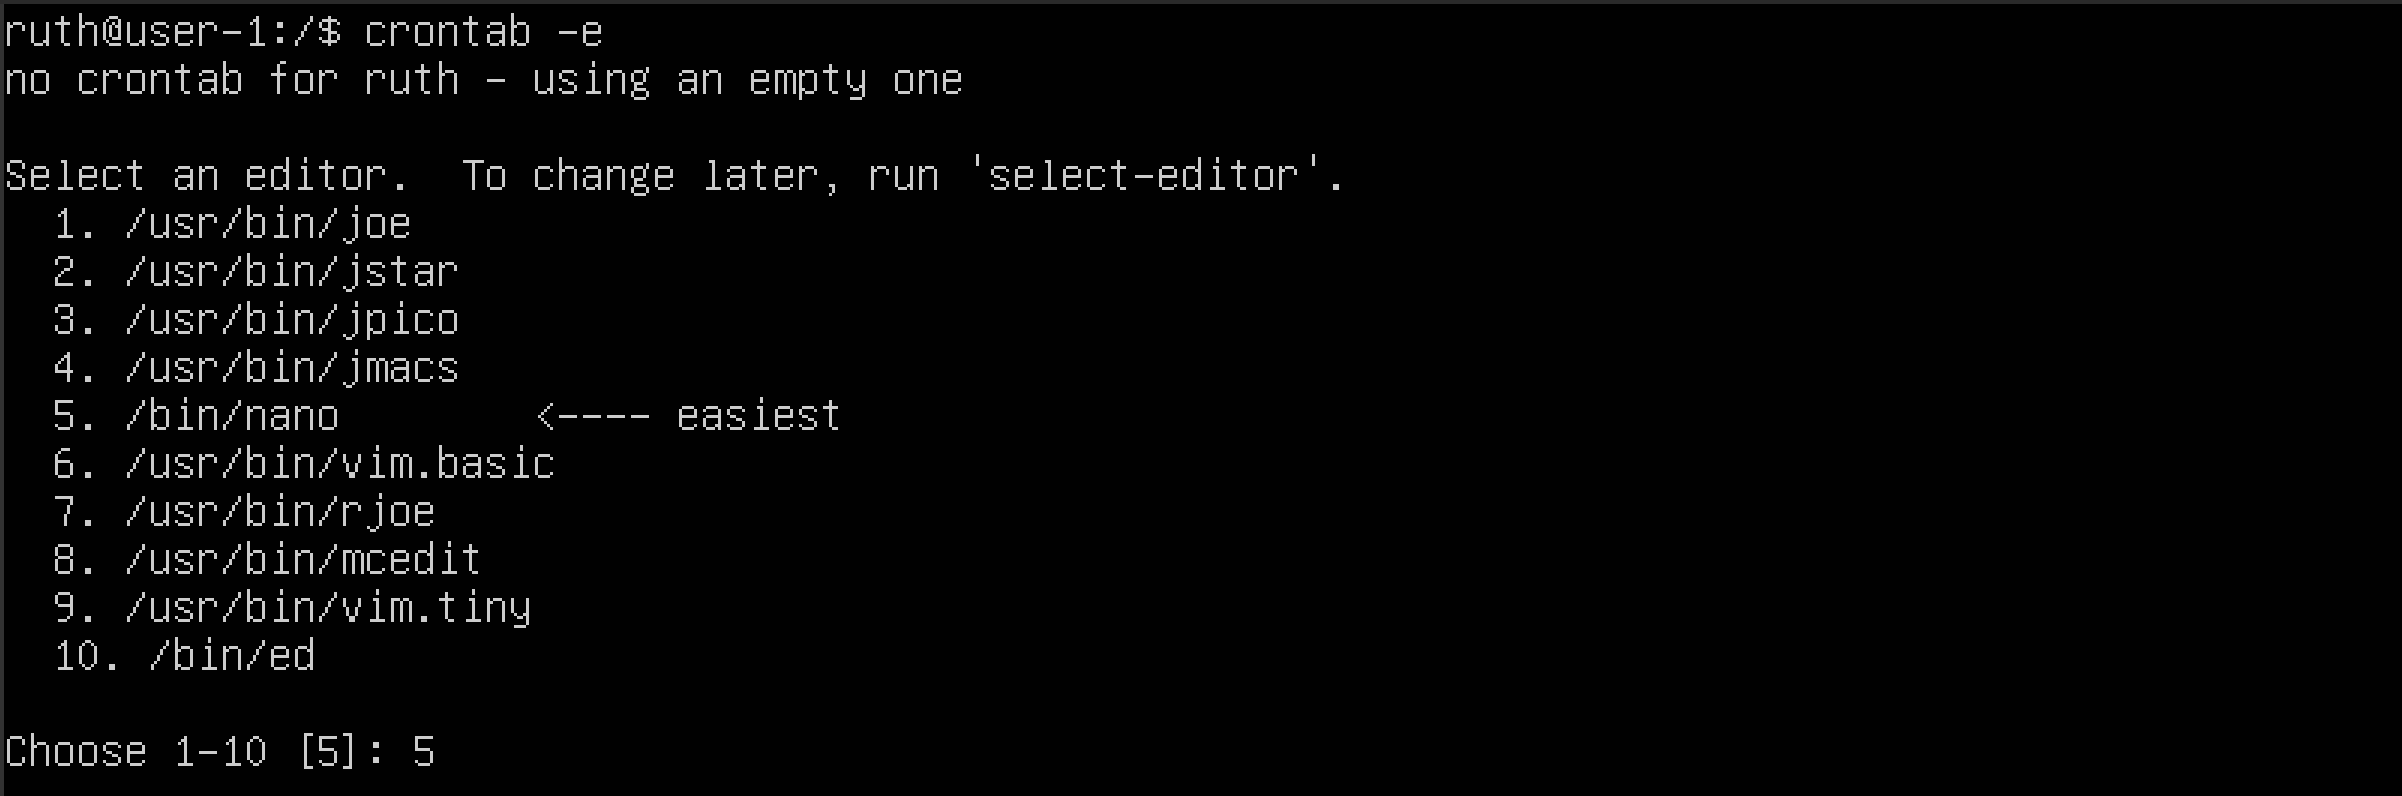 ruth@user-1:/$ crontab -e
no crontab for ruth - using an empty one

Select an editor.  To change later, run 'select-editor'.
  1. /usr/bin/joe
  2. /usr/bin/jstar
  3. /usr/bin/jpico
  4. /usr/bin/jmacs
  5. /bin/nano        <---- easiest
  6. /usr/bin/vim.basic
  7. /usr/bin/rjoe
  8. /usr/bin/mcedit
  9. /usr/bin/vim.tiny
  10. /bin/ed

Choose 1-10 [5]: 5